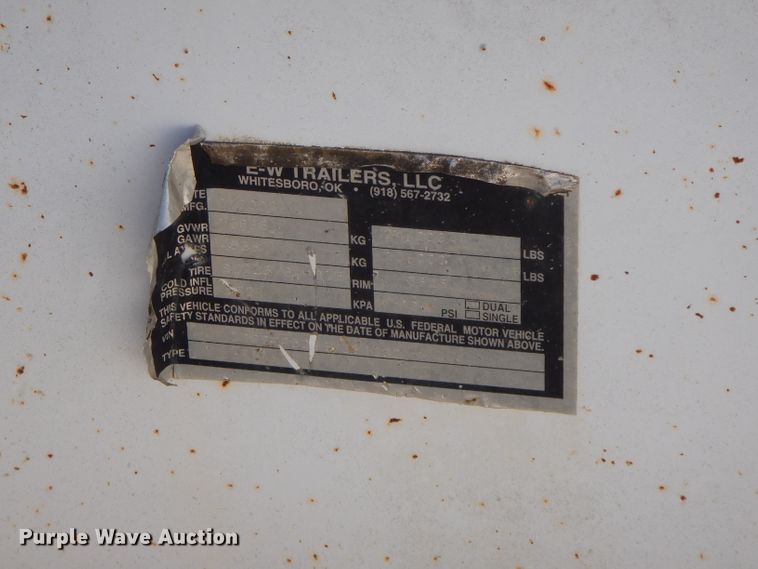 E-W TRAILERS, LLC
WHITESBORO, OK • (918) 567-2732
MFG.
GVWR KG LBS
GAWR KG LBS
TIRE RIM
COLD INFL
PRESSURE KPA PSI DUAL
SINGLE
THIS VEHICLE CONFORMS TO ALL APPLICABLE U.S. FEDERAL MOTOR VEHICLE
SAFETY STANDARDS IN EFFECT ON THE DATE OF MANUFACTURE SHOWN ABOVE.
VIN
TYPE
Purple Wave Auction